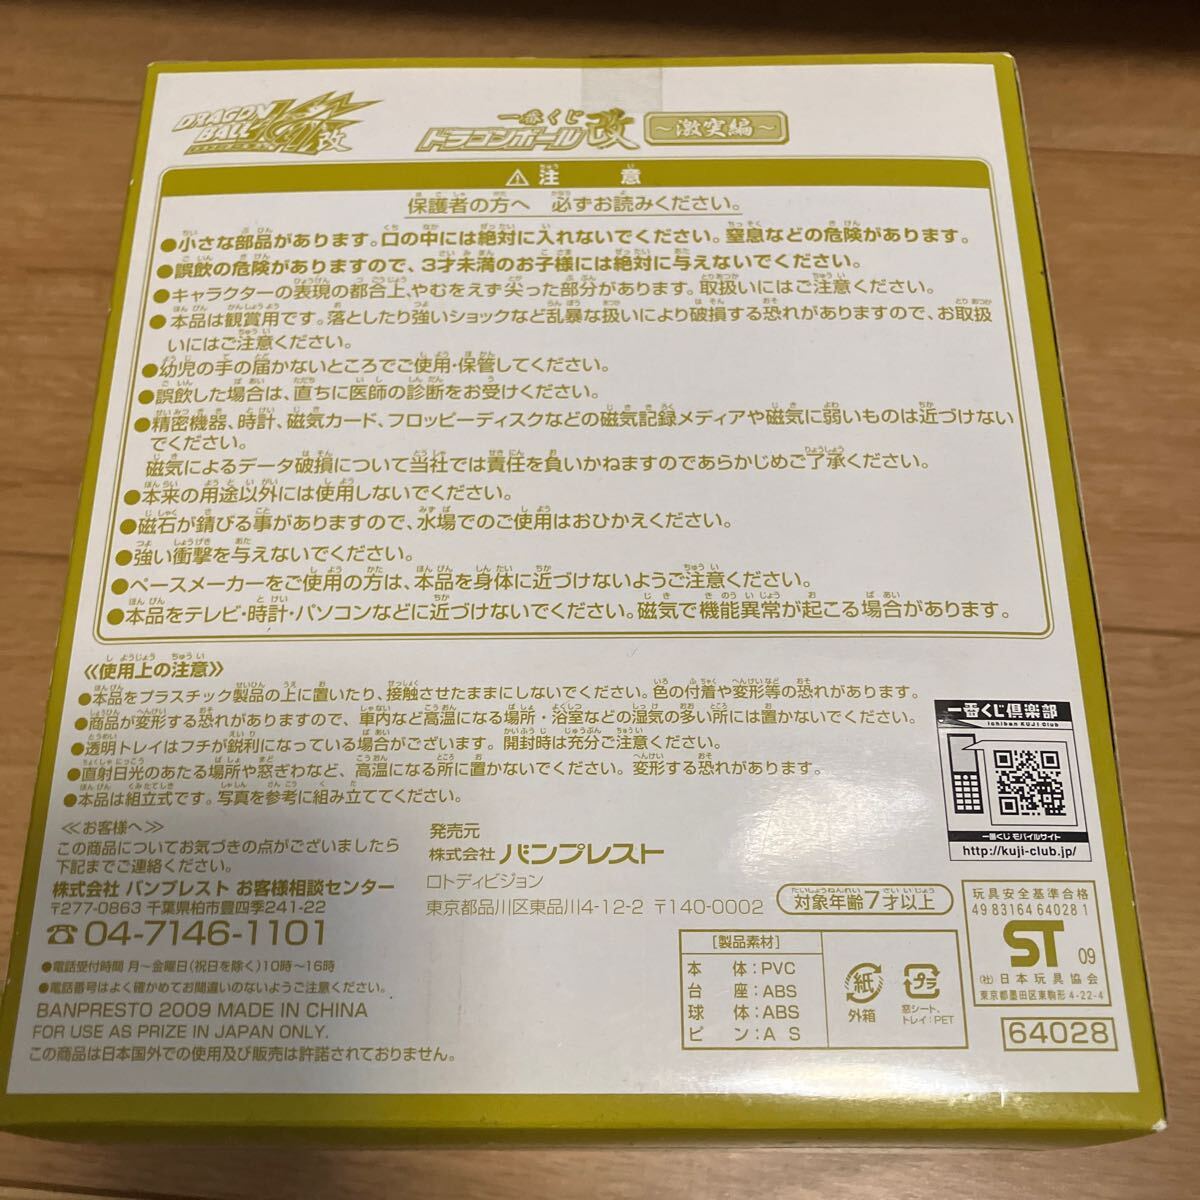 DRAGON BALL KAI 改
一番くじ
ドラゴンボール改 ～激突編～
⚠注意
保護者の方へ 必ずお読みください。
●小さな部品があります。口の中には絶対に入れないでください。窒息などの危険があります。
●誤飲の危険がありますので、3才未満のお子様には絶対に与えないでください。
●キャラクターの表現の都合上、やむをえず尖った部分があります。取扱いにはご注意ください。
●本品は観賞用です。落としたり強いショックなど乱暴な扱いにより破損する恐れがありますので、お取扱
いにはご注意ください。
●幼児の手の届かないところでご使用・保管してください。
●誤飲した場合は、直ちに医師の診断をお受けください。
●精密機器、時計、磁気カード、フロッピーディスクなどの磁気記録メディアや磁気に弱いものは近づけない
でください。
磁気によるデータ破損について当社では責任を負いかねますのであらかじめご了承ください。
●本来の用途以外には使用しないでください。
●磁石が錆びる事がありますので、水場でのご使用はおひかえください。
●強い衝撃を与えないでください。
●ペースメーカーをご使用の方は、本品を身体に近づけないようご注意ください。
●本品をテレビ・時計・パソコンなどに近づけないでください。磁気で機能異常が起こる場合があります。
≪使用上の注意≫
●本品をプラスチック製品の上に置いたり、接触させたままにしないでください。色の付着や変形等の恐れがあります。
●商品が変形する恐れがありますので、車内など高温になる場所・浴室などの湿気の多い所には置かないでください。
●透明トレイはフチが鋭利になっている場合がございます。開封時は充分ご注意ください。
●直射日光のあたる場所や窓ぎわなど、高温になる所に置かないでください。変形する恐れがあります。
●本品は組立式です。写真を参考に組み立ててください。
≪お客様へ≫
この商品についてお気づきの点がございましたら
下記までご連絡ください。
株式会社 バンプレスト お客様相談センター
〒277-0863 千葉県柏市豊四季241-22
☎04-7146-1101
●電話受付時間 月～金曜日(祝日を除く)10時～16時
●電話番号はよく確かめてお間違いのないようご注意ください。
BANPRESTO 2009 MADE IN CHINA
FOR USE AS PRIZE IN JAPAN ONLY.
この商品は日本国外での使用及び販売は許諾されておりません。
発売元
株式会社 バンプレスト
ロトディビジョン
東京都品川区東品川4-12-2 〒140-0002
対象年齢7才以上
[製品素材]
本 体：PVC
台 座：ABS
球 体：ABS
ピ ン：A S
紙
外箱
プラ
窓シート、
トレイ：PET
一番くじ倶楽部
Ichiban KUJI Club
一番くじ モバイルサイト
http://kuji-club.jp/
玩具安全基準合格
49 83164 64028 1
ST 09
(社)日本玩具協会
東京都墨田区東駒形4-22-4
64028